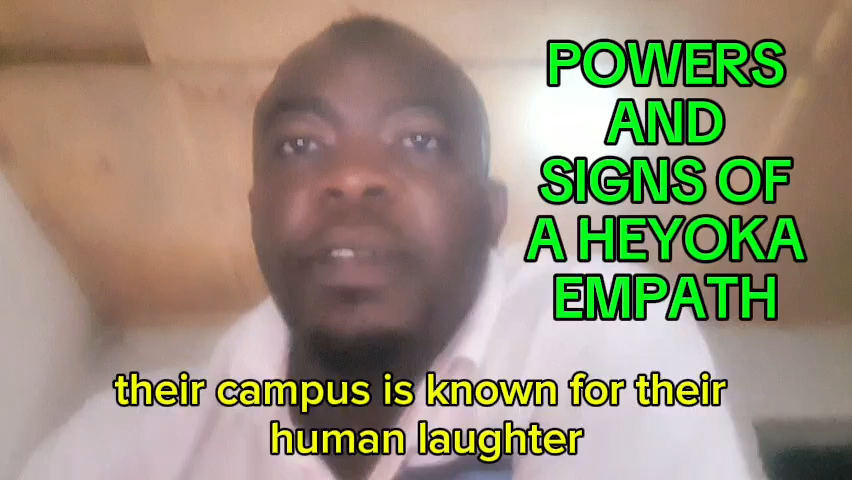 POWERS
AND
SIGNS OF
A HEYOKA
EMPATH
their campus is known for their
human laughter